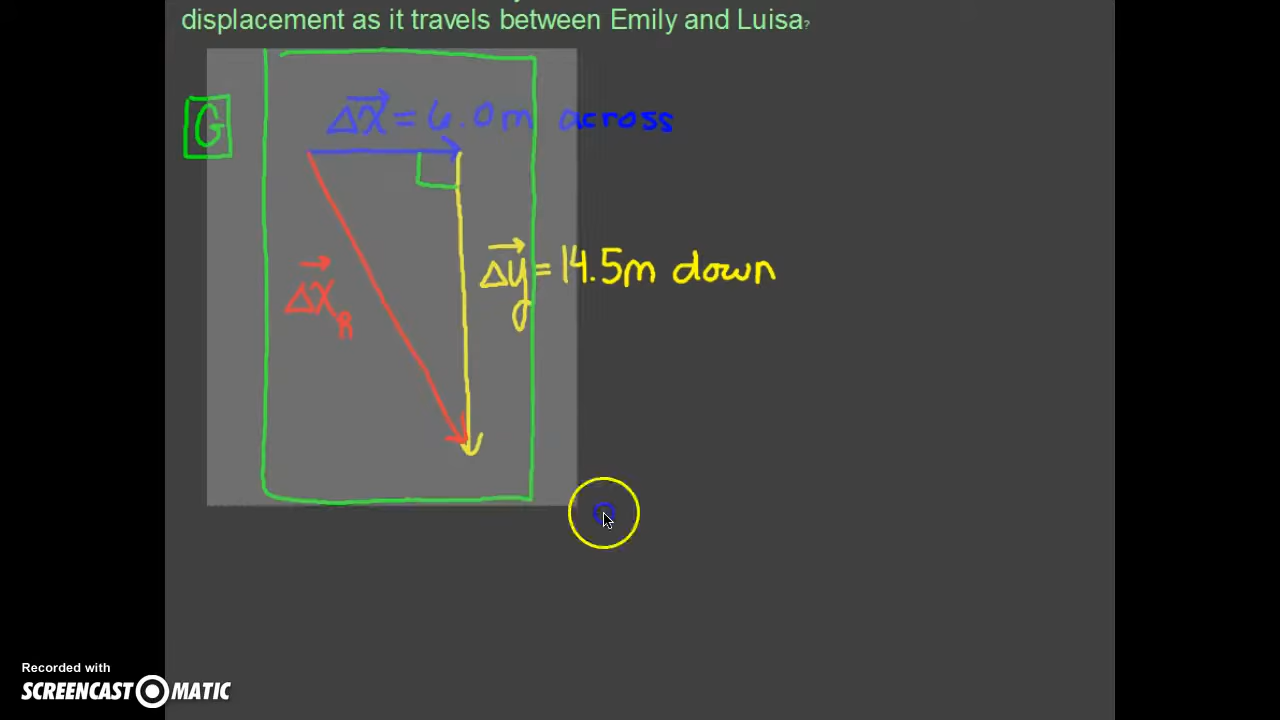 displacement as it travels between Emily and Luisa?
G
Δx = 6.0m across
Δy = 14.5m down
Δx_R
Recorded with
SCREENCAST-O-MATIC